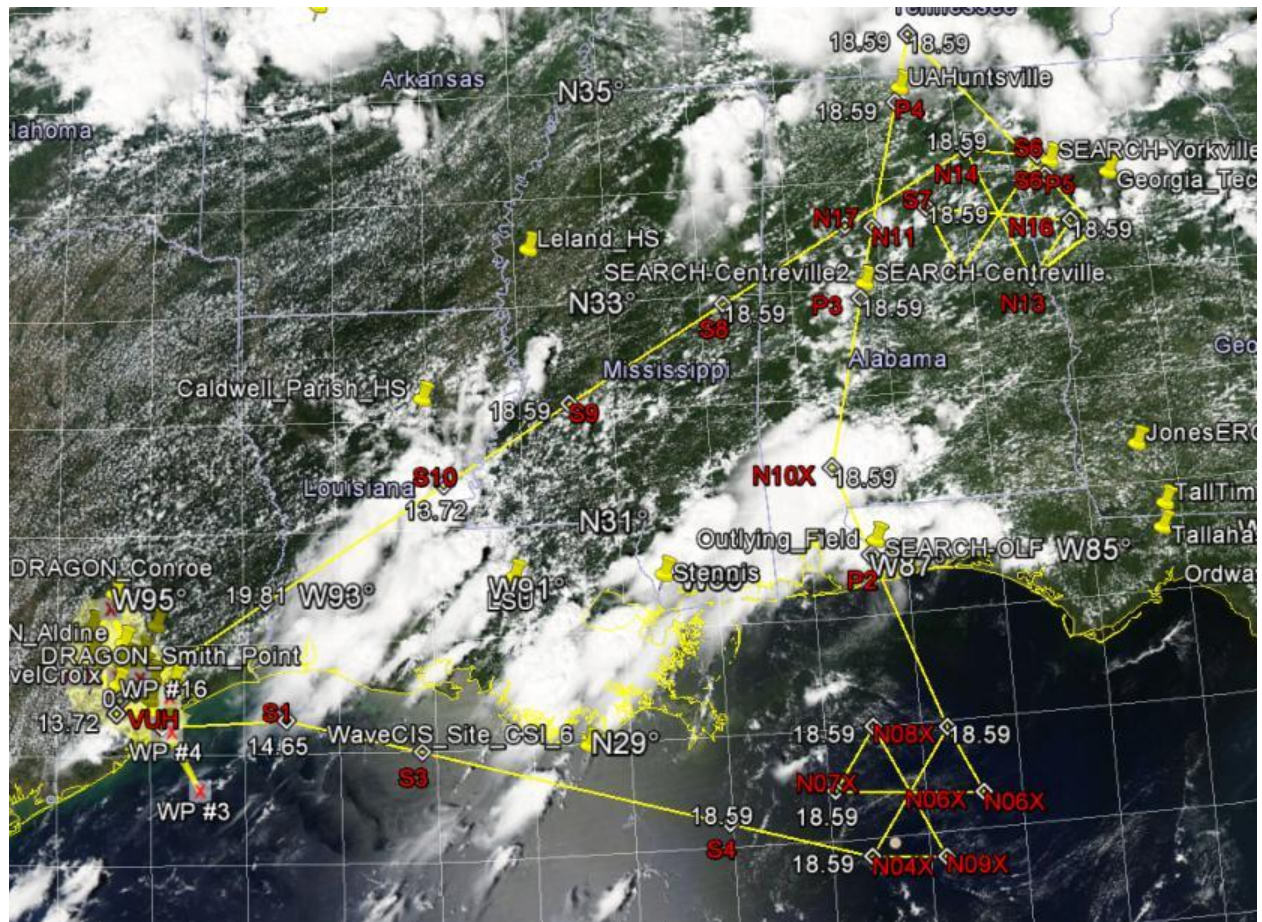 Tennessee
18.59 18.59
UAHuntsville
Arkansas
N35°
18.59
P4
lahoma
18.59
S6
SEARCH-Yorkville
N14
S6
P5
Georgia_Tec
S7
18.59
N17
N11
N16
18.59
Leland_HS
SEARCH-Centreville2
SEARCH-Centreville
N33°
P3
18.59
N13
18.59
S8
Mississippi
Alabama
Geo
Caldwell_Parish_HS
18.59
S9
JonesERC
S10
Louisiana
N10X
18.59
13.72
TallTim
N31°
Tallaha
Outlying_Field
SEARCH-OLF
W85°
DRAGON_Conroe
Stennis
W87
Ordwa
P2
W95°
19.81
W93°
W91°
LSU
N_Aldine
DRAGON_Smith_Point
velCroix
WP #16
0
13.72
VUH
S1
WP #4
14.65
WaveCIS_Site_CSI_6
N29°
18.59
N08X
18.59
S3
N07X
N06X
N06X
WP #3
18.59
18.59
S4
18.59
N04X
N09X